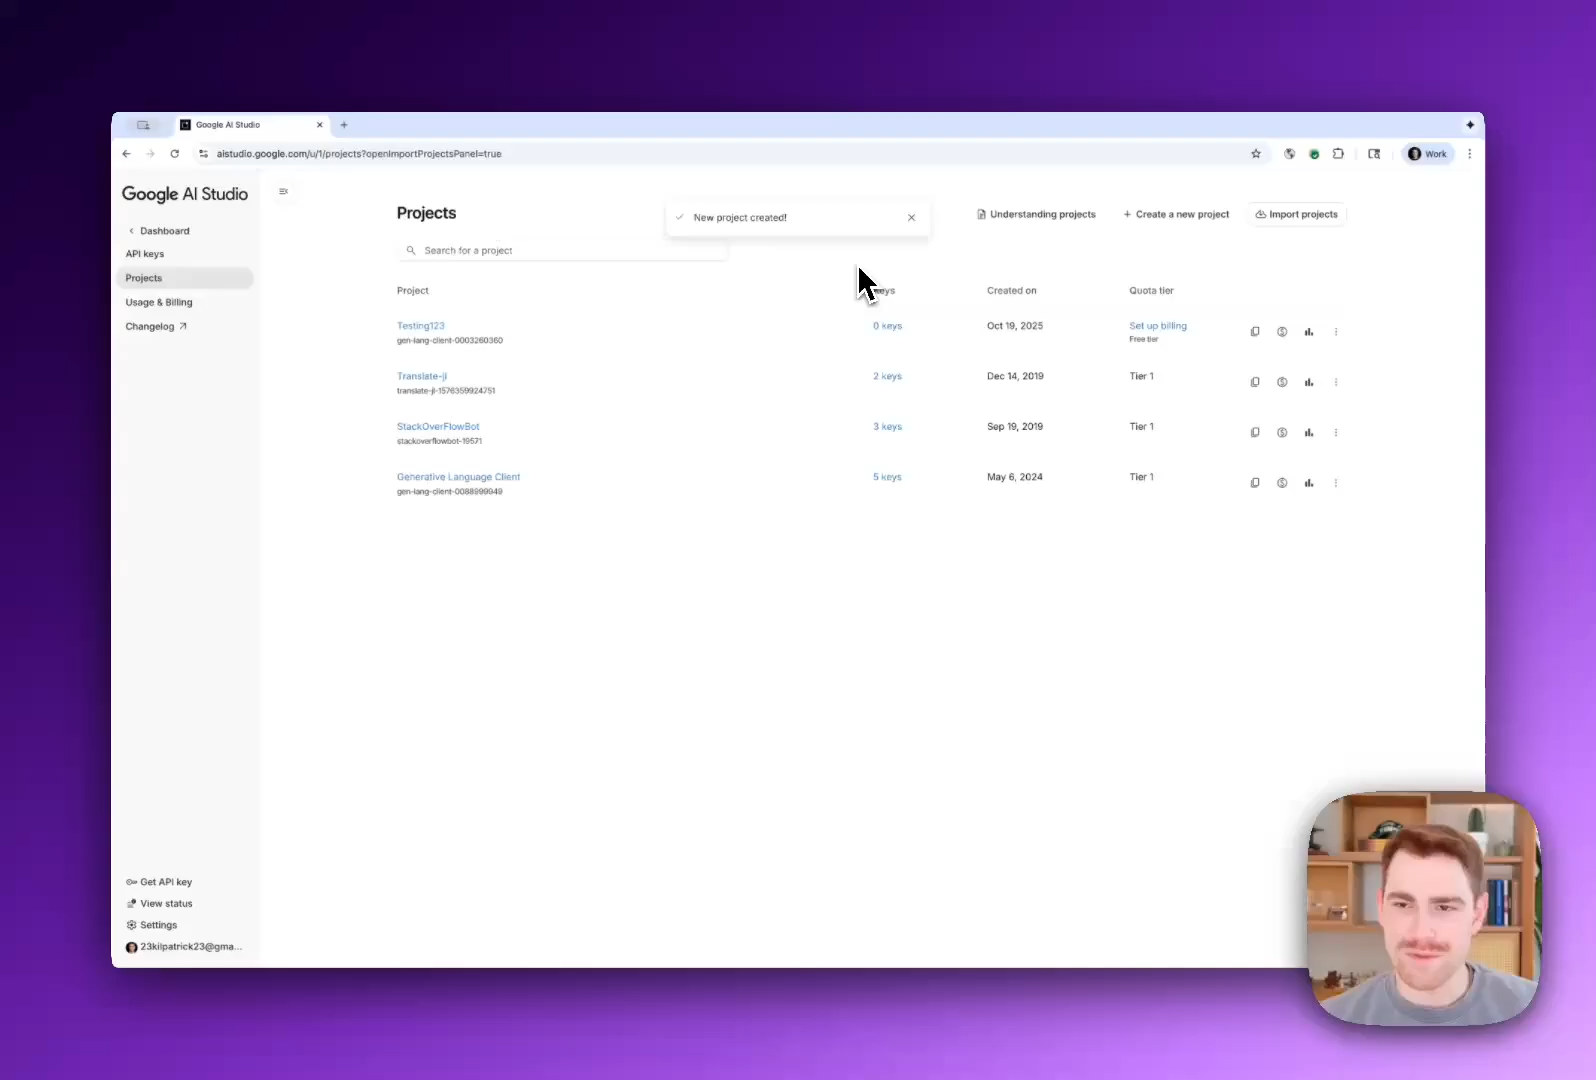 Google AI Studio
aistudio.google.com/u/1/projects?openImportProjectsPanel=true
Work
Google AI Studio
Dashboard
API keys
Projects
Usage & Billing
Changelog
Projects
New project created!
Understanding projects
Create a new project
Import projects
Search for a project
Project
Created on
Quota tier
Testing123
gen-lang-client-0003260360
0 keys
Oct 19, 2025
Set up billing
Free tier
Translate-jl
translate-jl-1576359924751
2 keys
Dec 14, 2019
Tier 1
StackOverFlowBot
stackoverflowbot-19571
3 keys
Sep 19, 2019
Tier 1
Generative Language Client
gen-lang-client-0088999949
5 keys
May 6, 2024
Tier 1
Get API key
View status
Settings
23kilpatrick23@gma...